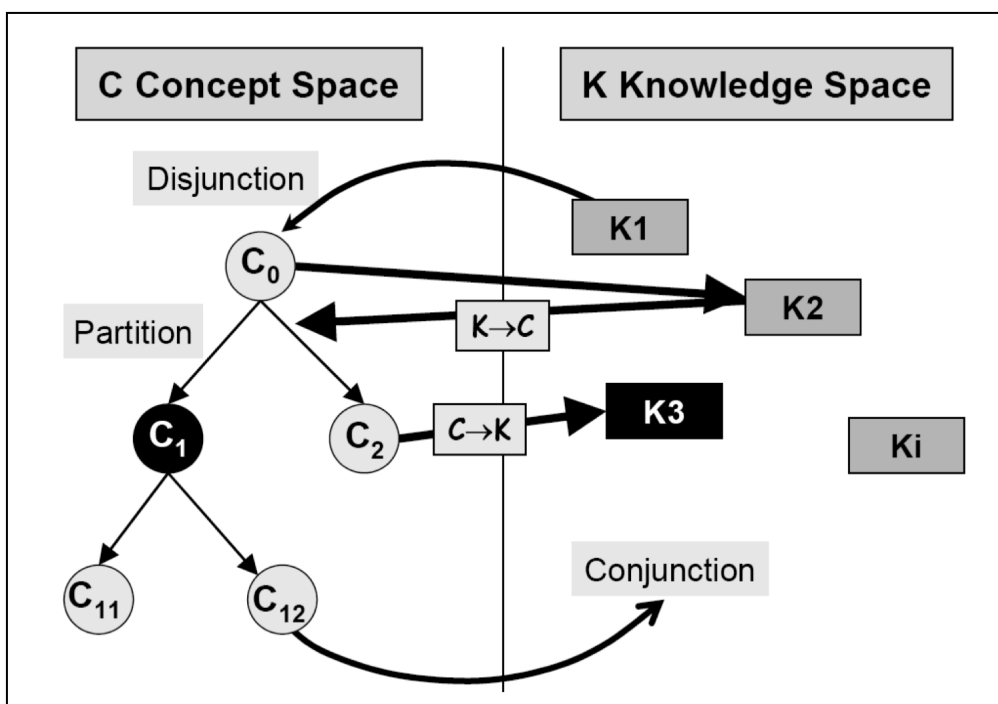 C Concept Space
K Knowledge Space
Disjunction
K1
C₀
K2
Partition
K→C
C₁
C₂
C→K
K3
Ki
C₁₁
C₁₂
Conjunction